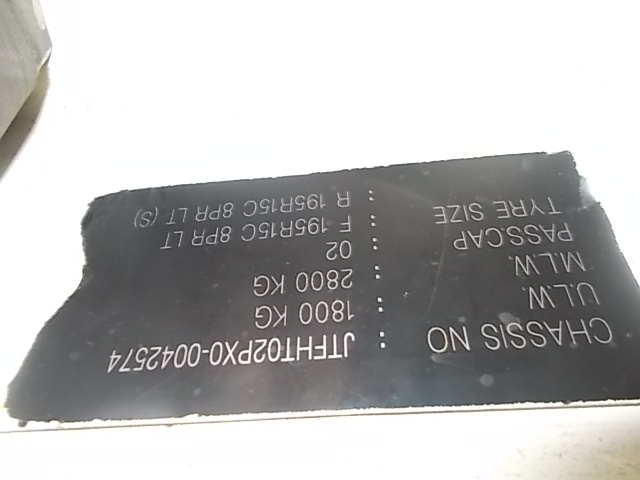 CHASSIS NO : JTFHT02PX0-0042574
U.L.W. : 1800 KG
M.L.W. : 2800 KG
PASS.CAP : 02
TYRE SIZE : F 195R15C 8PR LT
R 195R15C 8PR LT (S)